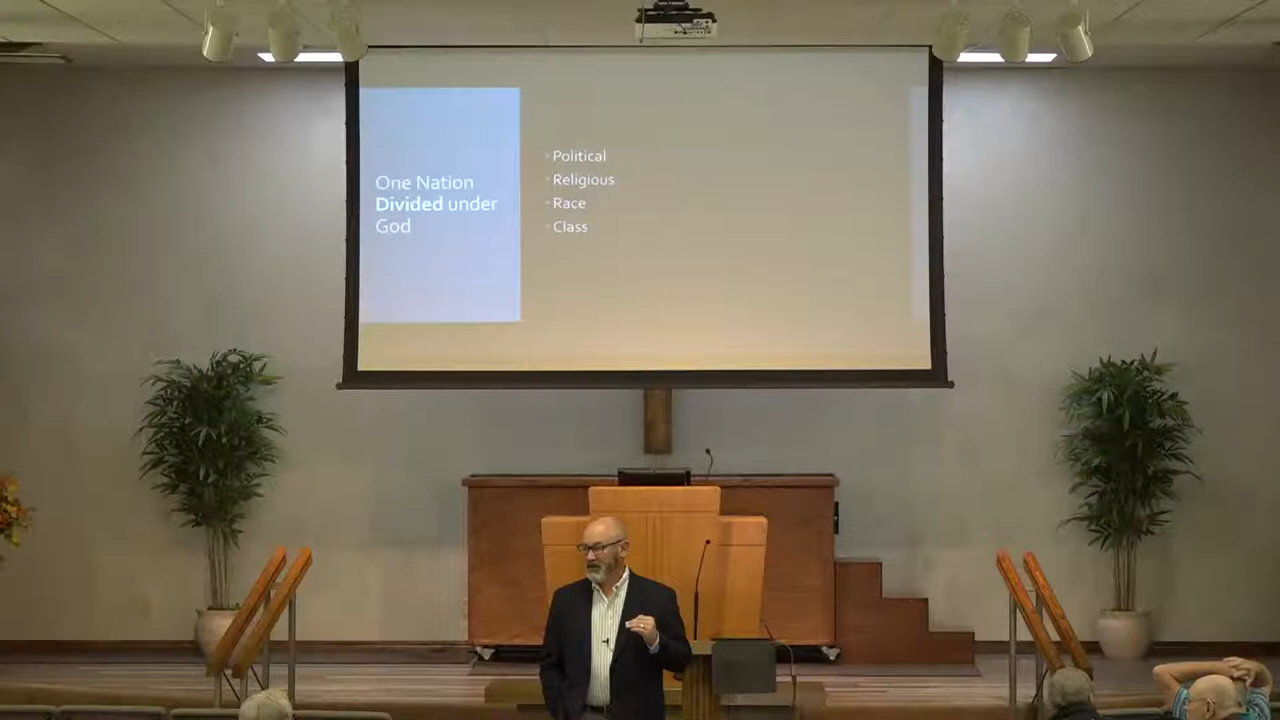 One Nation
Divided under
God
Political
Religious
Race
Class